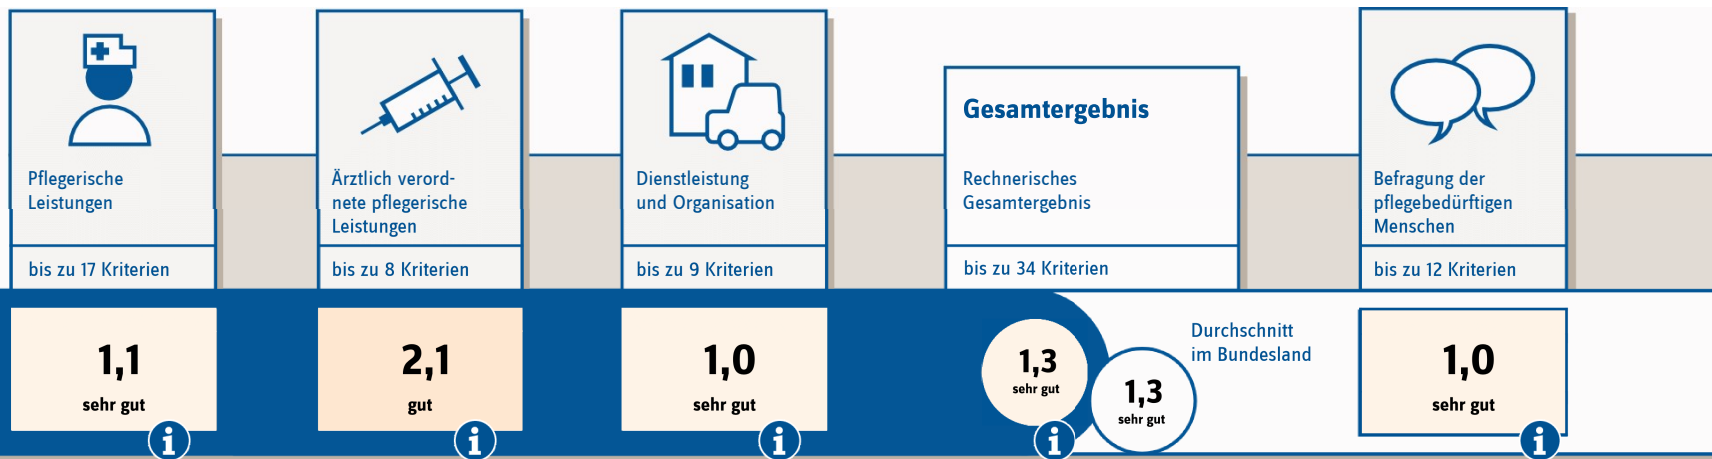 Pflegerische
Leistungen
bis zu 17 Kriterien
1,1
sehr gut
i
Ärztlich verord-
nete pflegerische
Leistungen
bis zu 8 Kriterien
2,1
gut
i
Dienstleistung
und Organisation
bis zu 9 Kriterien
1,0
sehr gut
i
Gesamtergebnis
Rechnerisches
Gesamtergebnis
bis zu 34 Kriterien
1,3
sehr gut
i
Durchschnitt
im Bundesland
1,3
sehr gut
Befragung der
pflegebedürftigen
Menschen
bis zu 12 Kriterien
1,0
sehr gut
i